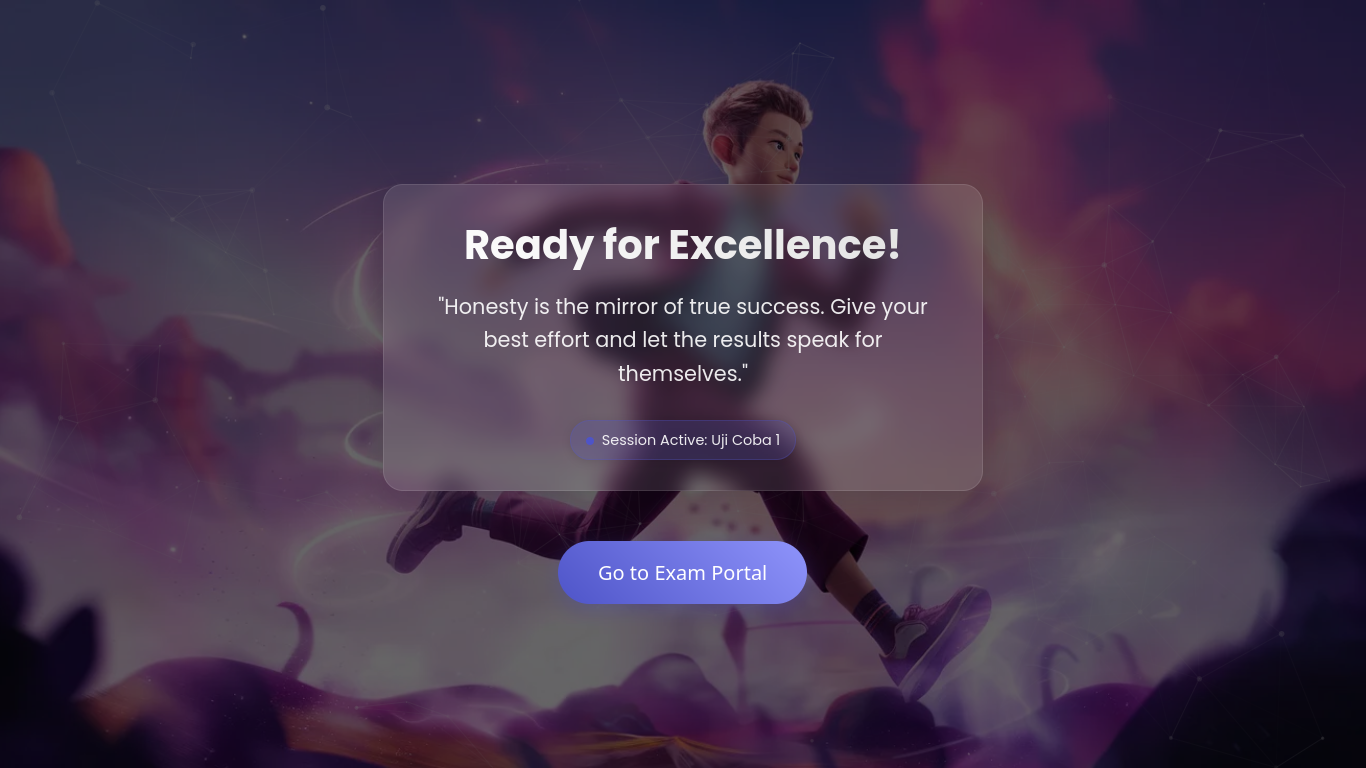 Ready for Excellence!
"Honesty is the mirror of true success. Give your
best effort and let the results speak for
themselves."
Session Active: Uji Coba 1
Go to Exam Portal